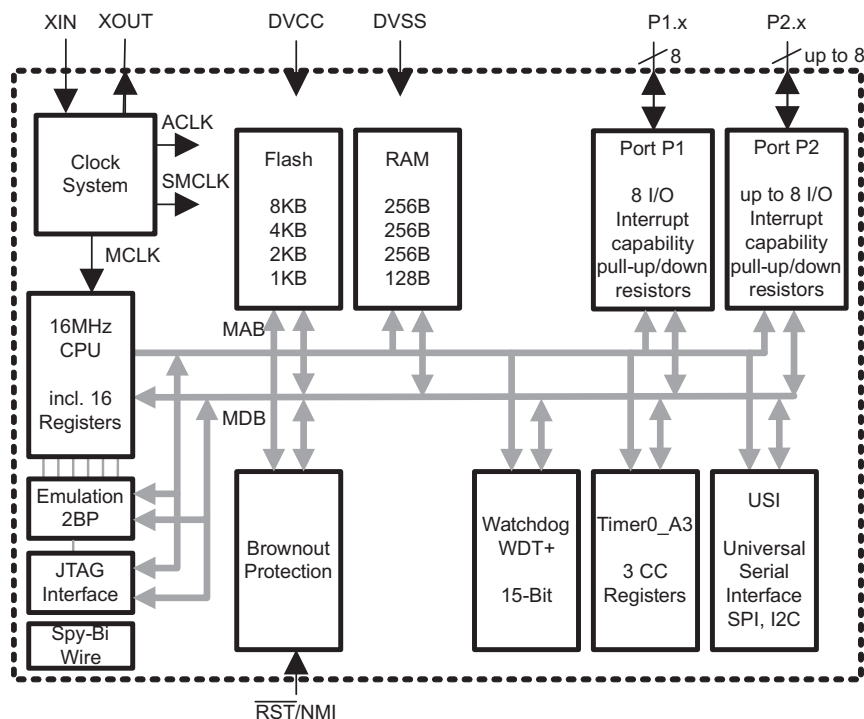 XIN XOUT DVCC DVSS P1.x P2.x
8 up to 8
ACLK
Clock
System
SMCLK
MCLK
Flash
8KB
4KB
2KB
1KB
RAM
256B
256B
256B
128B
Port P1
8 I/O
Interrupt
capability
pull-up/down
resistors
Port P2
up to 8 I/O
Interrupt
capability
pull-up/down
resistors
16MHz
CPU
incl. 16
Registers
MAB
MDB
Emulation
2BP
JTAG
Interface
Spy-Bi
Wire
Brownout
Protection
Watchdog
WDT+
15-Bit
Timer0_A3
3 CC
Registers
USI
Universal
Serial
Interface
SPI, I2C
RST/NMI